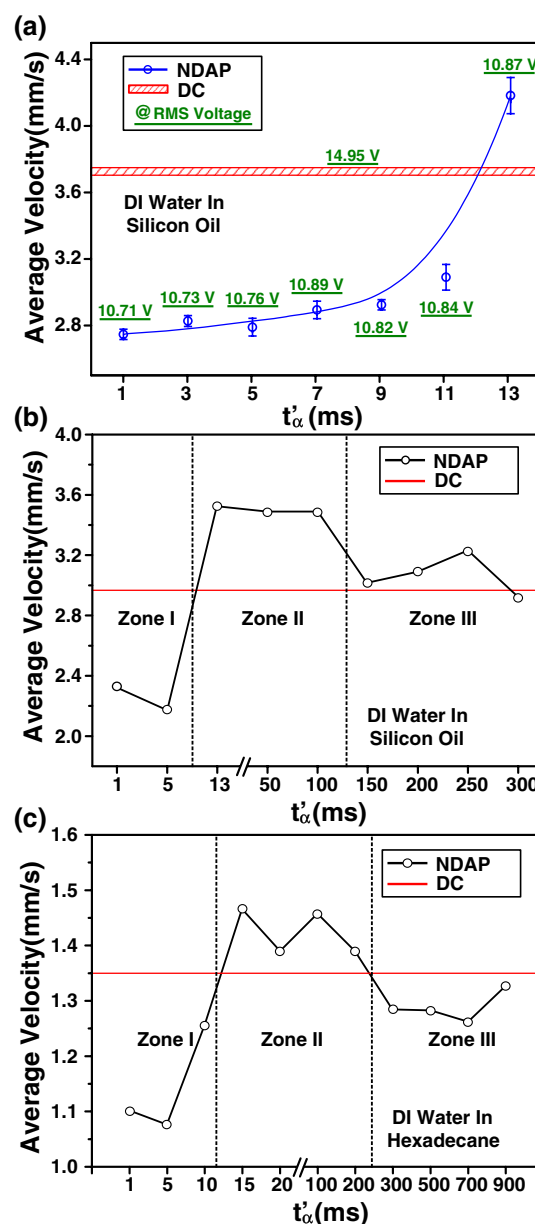 (a)
4.4
4.0
3.6
3.2
2.8
Average Velocity(mm/s)
NDAP
DC
@RMS Voltage
10.87 V
14.95 V
DI Water In
Silicon Oil
10.71 V
10.73 V
10.76 V
10.89 V
10.82 V
10.84 V
1 3 5 7 9 11 13
t'α (ms)
(b)
4.0
3.6
3.2
2.8
2.4
2.0
Average Velocity(mm/s)
NDAP
DC
Zone I
Zone II
Zone III
DI Water In
Silicon Oil
1 5 13 50 100 150 200 250 300
t'α(ms)
(c)
1.6
1.5
1.4
1.3
1.2
1.1
1.0
Average Velocity(mm/s)
NDAP
DC
Zone I
Zone II
Zone III
DI Water In
Hexadecane
1 5 10 15 20 100 200 300 500 700 900
t'α(ms)